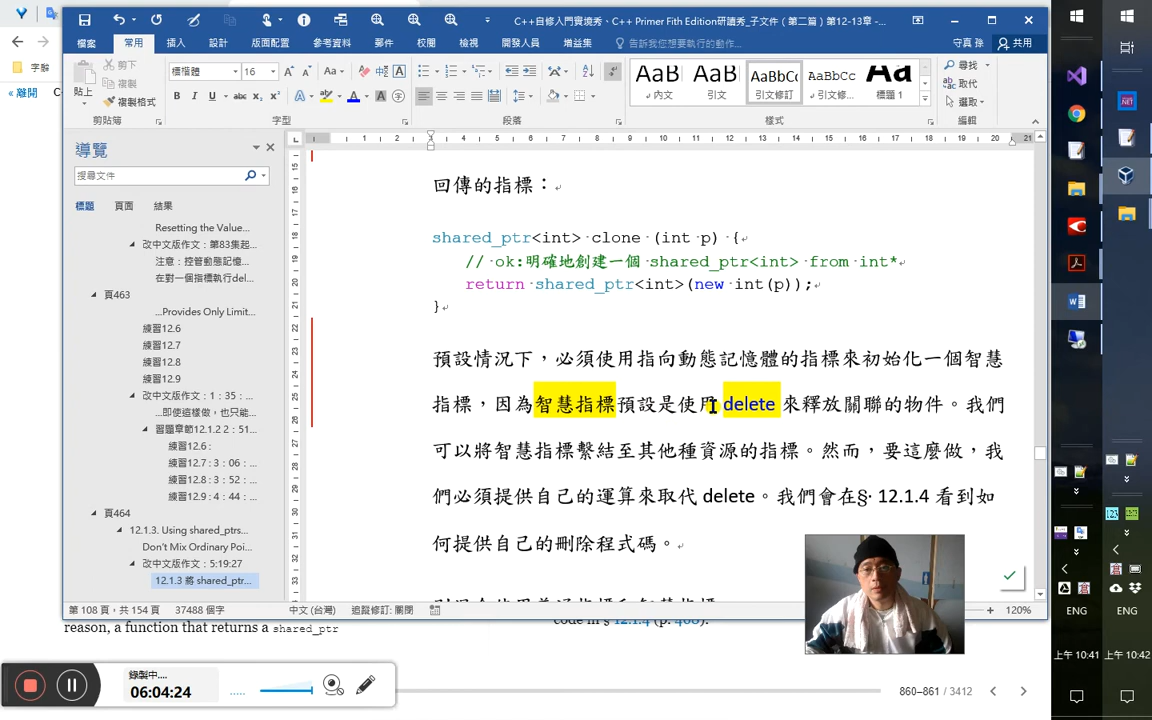 C++自修入門實境秀、C++ Primer Fifth Edition研讀秀_子文件（第二篇）第12-13章 -...
檔案 常用 插入 設計 版面配置 參考資料 郵件 校閱 檢視 開發人員 增益集 告訴我您想要執行的動作... 守真 孫 共用
字齡
« 離開
剪下
複製
貼上 複製格式
標楷體 16
AaBb AaBb AaBbCc AaBbCc AaBb
內文 引文 引文修訂 引文修... 標題 1
尋找
取代
選取
剪貼簿 字型 段落 樣式 編輯
導覽
搜尋文件
標題 頁面 結果
Resetting the Value...
改中文版作文：第83集起...
注意：控管動態記憶...
在對一個指標執行del...
頁463
...Provides Only Limit...
練習12.6
練習12.7
練習12.8
練習12.9
改中文版作文：1：35：...
...即使這樣做，也只能...
習題章節12.1.2 2：51...
練習12.6：
練習12.7：3：06：...
練習12.8：3：52：...
練習12.9：4：44：...
頁464
12.1.3. Using shared_ptrs...
Don't Mix Ordinary Poi...
改中文版作文：5:19:27
12.1.3 將 shared_ptr...
回傳的指標：
shared_ptr<int> clone (int p) {
// ok:明確地創建一個 shared_ptr<int> from int*
return shared_ptr<int>(new int(p));
}
預設情況下，必須使用指向動態記憶體的指標來初始化一個智慧
指標，因為智慧指標預設是使用 delete 來釋放關聯的物件。我們
可以將智慧指標繫結至其他種資源的指標。然而，要這麼做，我
們必須提供自己的運算來取代 delete。我們會在§ 12.1.4 看到如
何提供自己的刪除程式碼。
第 108 頁，共 154 頁 37488 個字 中文 (台灣) 追蹤修訂: 關閉 120%
reason, a function that returns a shared_ptr
code in § 12.1.4 (p. 468).
錄製中....
06:04:24
860–861 / 3412
ENG ENG
上午 10:41 上午 10:42